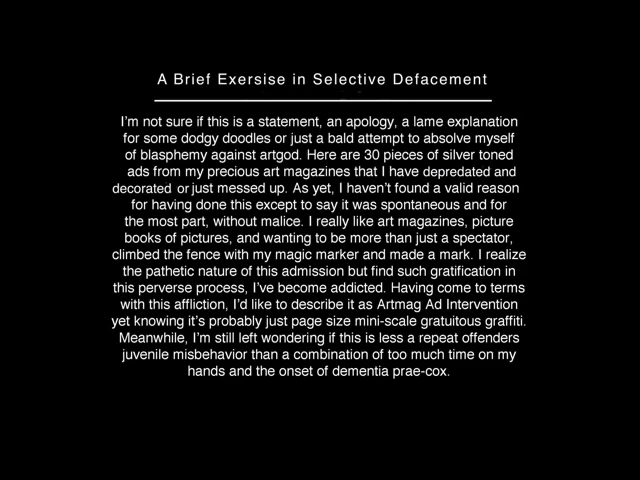 A Brief Exersise in Selective Defacement
I'm not sure if this is a statement, an apology, a lame explanation
for some dodgy doodles or just a bald attempt to absolve myself
of blasphemy against artgod. Here are 30 pieces of silver toned
ads from my precious art magazines that I have depredated and
decorated or just messed up. As yet, I haven't found a valid reason
for having done this except to say it was spontaneous and for
the most part, without malice. I really like art magazines, picture
books of pictures, and wanting to be more than just a spectator,
climbed the fence with my magic marker and made a mark. I realize
the pathetic nature of this admission but find such gratification in
this perverse process, I've become addicted. Having come to terms
with this affliction, I'd like to describe it as Artmag Ad Intervention
yet knowing it's probably just page size mini-scale gratuitous graffiti.
Meanwhile, I'm still left wondering if this is less a repeat offenders
juvenile misbehavior than a combination of too much time on my
hands and the onset of dementia prae-cox.